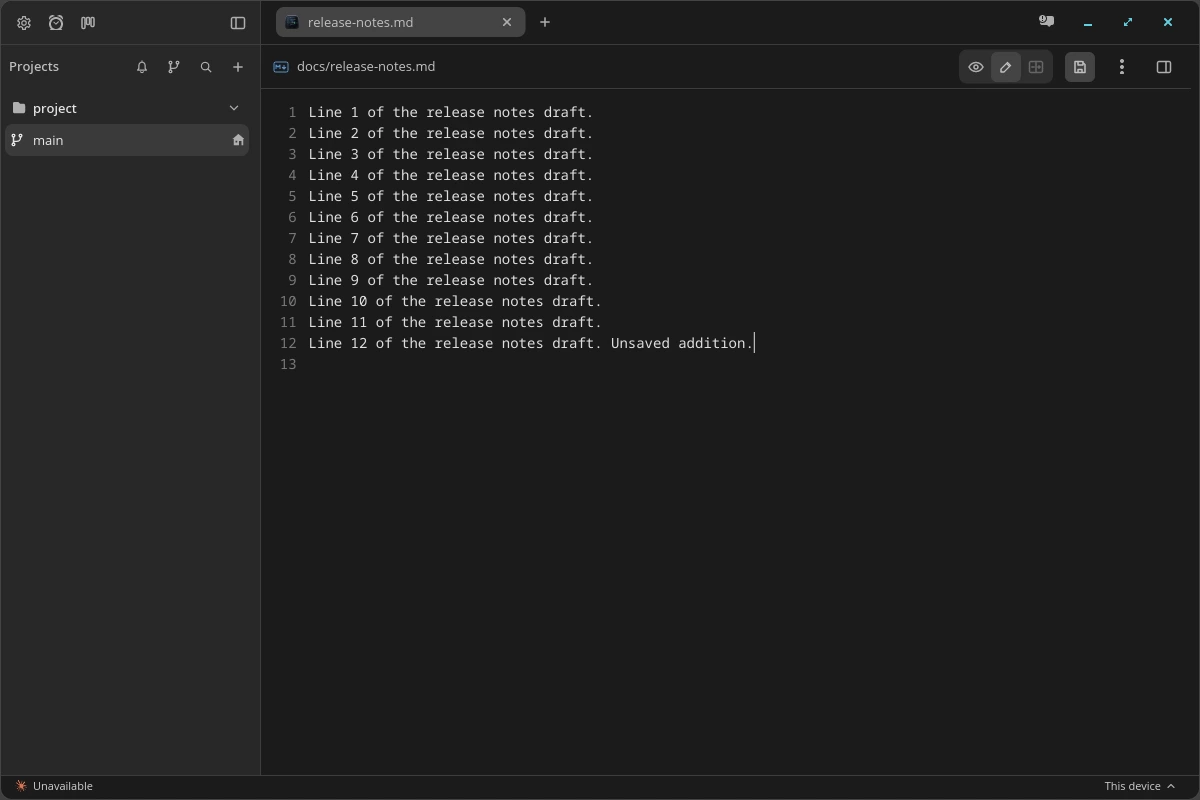 release-notes.md
Projects
docs/release-notes.md
project
main
1 Line 1 of the release notes draft.
2 Line 2 of the release notes draft.
3 Line 3 of the release notes draft.
4 Line 4 of the release notes draft.
5 Line 5 of the release notes draft.
6 Line 6 of the release notes draft.
7 Line 7 of the release notes draft.
8 Line 8 of the release notes draft.
9 Line 9 of the release notes draft.
10 Line 10 of the release notes draft.
11 Line 11 of the release notes draft.
12 Line 12 of the release notes draft. Unsaved addition.
13
Unavailable
This device